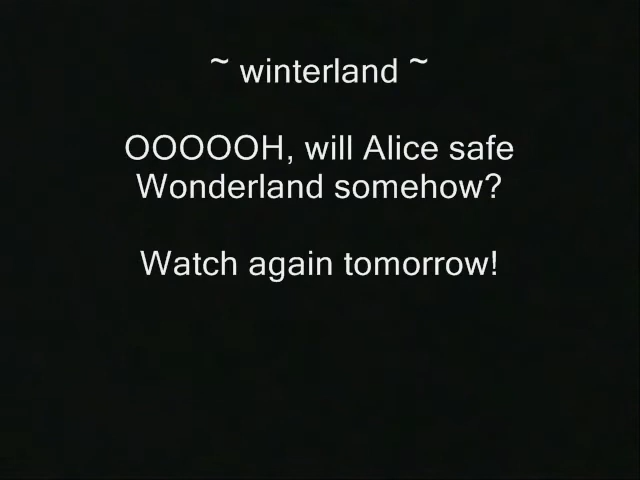 ~ winterland ~
OOOOOH, will Alice safe
Wonderland somehow?
Watch again tomorrow!